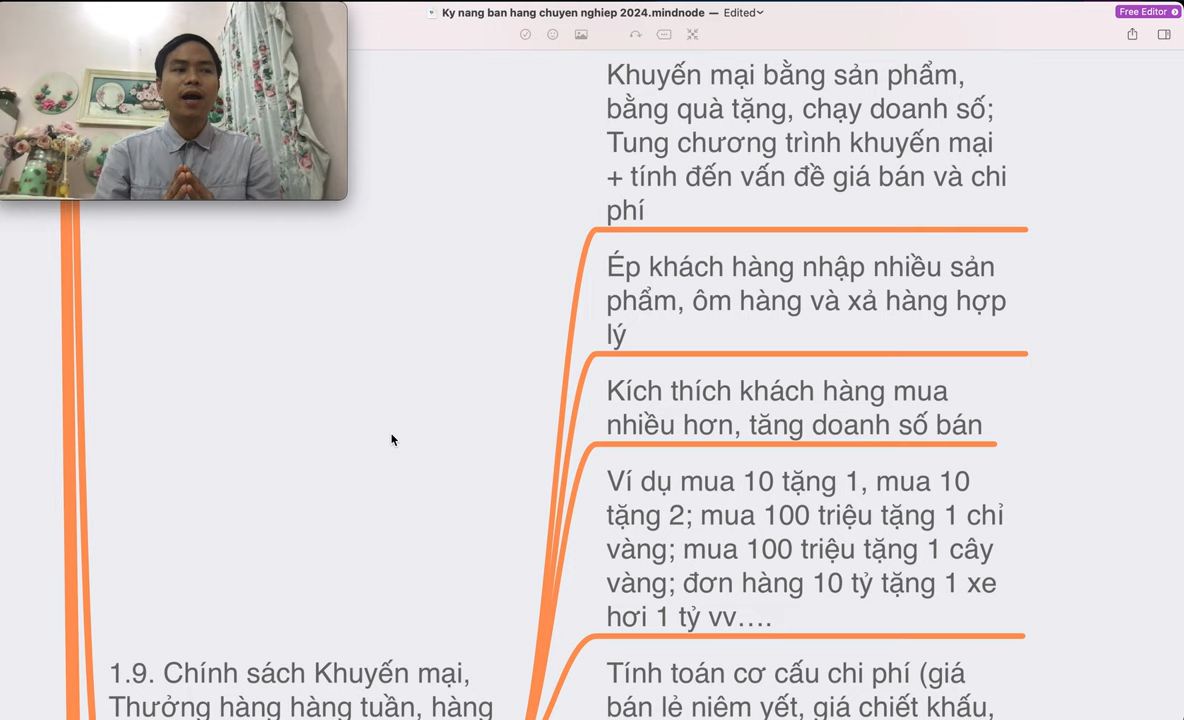 Ky nang ban hang chuyen nghiep 2024.mindnode — Edited
Free Editor
Khuyến mại bằng sản phẩm,
bằng quà tặng, chạy doanh số;
Tung chương trình khuyến mại
+ tính đến vấn đề giá bán và chi
phí
Ép khách hàng nhập nhiều sản
phẩm, ôm hàng và xả hàng hợp
lý
Kích thích khách hàng mua
nhiều hơn, tăng doanh số bán
Ví dụ mua 10 tặng 1, mua 10
tặng 2; mua 100 triệu tặng 1 chỉ
vàng; mua 100 triệu tặng 1 cây
vàng; đơn hàng 10 tỷ tặng 1 xe
hơi 1 tỷ vv….
1.9. Chính sách Khuyến mại,
Thưởng hàng hàng tuần, hàng
Tính toán cơ cấu chi phí (giá
bán lẻ niêm yết, giá chiết khấu,